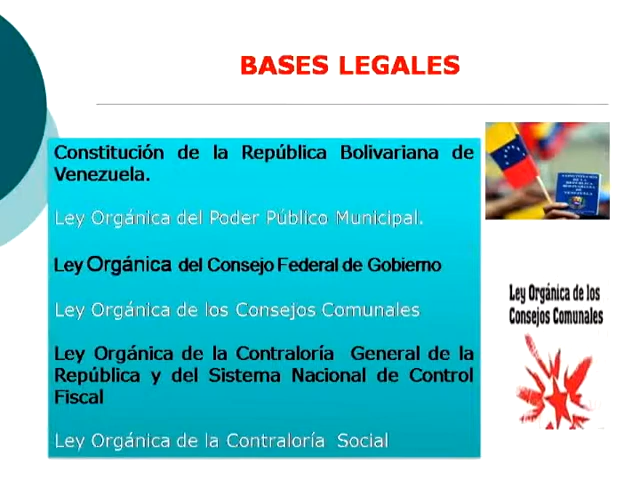 BASES LEGALES
Constitución de la República Bolivariana de
Venezuela.
Ley Orgánica del Poder Público Municipal.
Ley Orgánica del Consejo Federal de Gobierno
Ley Orgánica de los Consejos Comunales
Ley Orgánica de la Contraloría General de la
República y del Sistema Nacional de Control
Fiscal
Ley Orgánica de la Contraloría Social
Ley Orgánica de los
Consejos Comunales